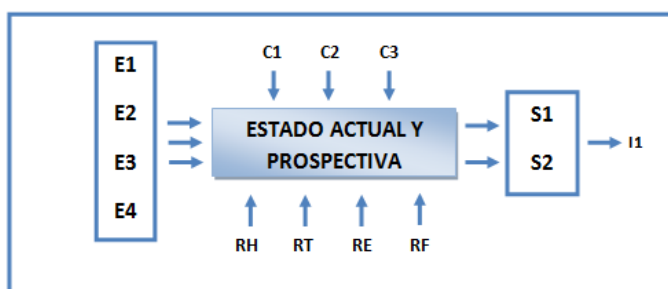 C1 C2 C3
E1
E2
E3
E4
ESTADO ACTUAL Y
PROSPECTIVA
S1
S2
I1
RH RT RE RF